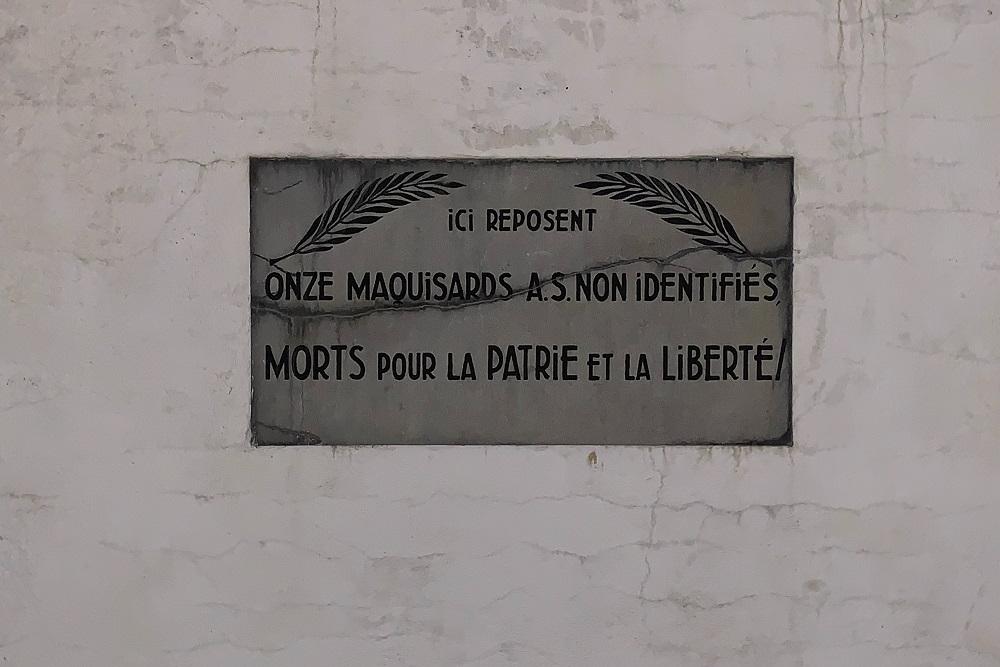 iCi REPOSENT
ONZE MAQUiSARDS A.S. NON iDENTiFiÉS,
MORTS POUR LA PATRiE ET LA LiBERTÉ!